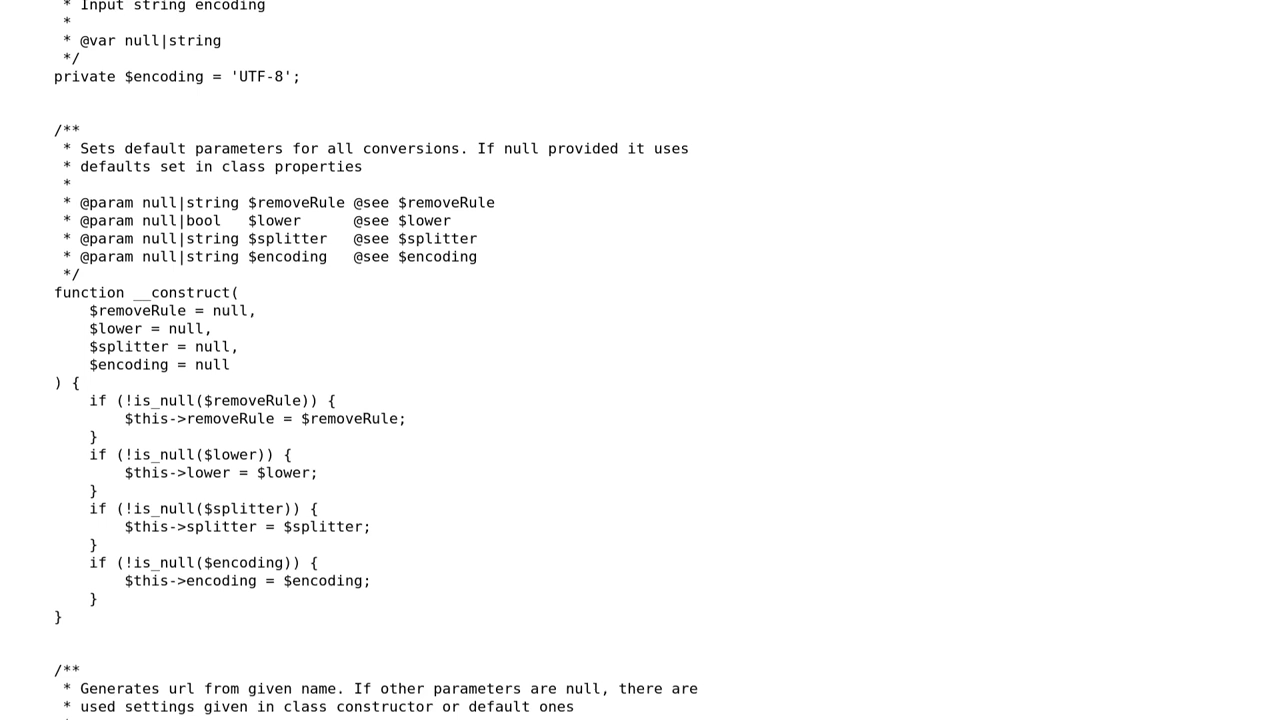 * Input string encoding
     *
     * @var null|string
     */
    private $encoding = 'UTF-8';


    /**
     * Sets default parameters for all conversions. If null provided it uses
     * defaults set in class properties
     *
     * @param null|string $removeRule @see $removeRule
     * @param null|bool   $lower      @see $lower
     * @param null|string $splitter   @see $splitter
     * @param null|string $encoding   @see $encoding
     */
    function __construct(
        $removeRule = null,
        $lower = null,
        $splitter = null,
        $encoding = null
    ) {
        if (!is_null($removeRule)) {
            $this->removeRule = $removeRule;
        }
        if (!is_null($lower)) {
            $this->lower = $lower;
        }
        if (!is_null($splitter)) {
            $this->splitter = $splitter;
        }
        if (!is_null($encoding)) {
            $this->encoding = $encoding;
        }
    }


    /**
     * Generates url from given name. If other parameters are null, there are
     * used settings given in class constructor or default ones
     *